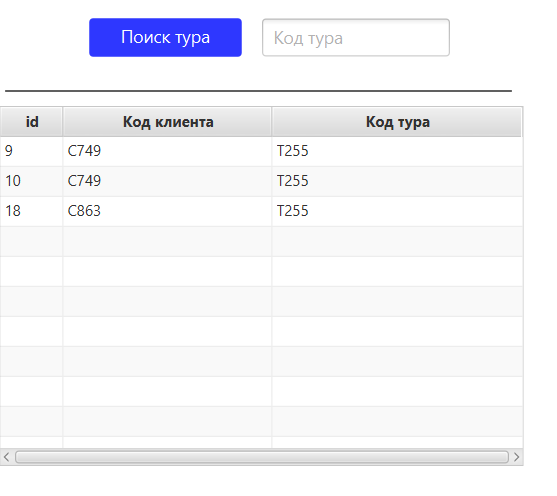 Поиск тура Код тура
id Код клиента Код тура
9 C749 T255
10 C749 T255
18 C863 T255